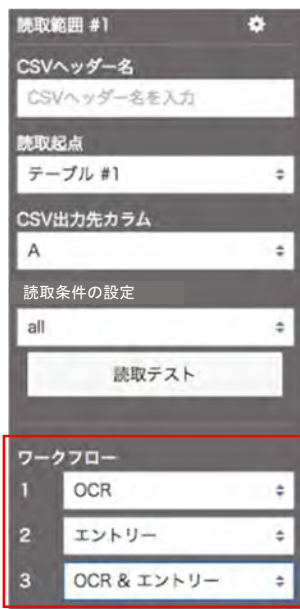 読取範囲 #1
CSVヘッダー名
CSVヘッダー名を入力
読取起点
テーブル #1
CSV出力先カラム
A
読取条件の設定
all
読取テスト
ワークフロー
1 OCR
2 エントリー
3 OCR & エントリー